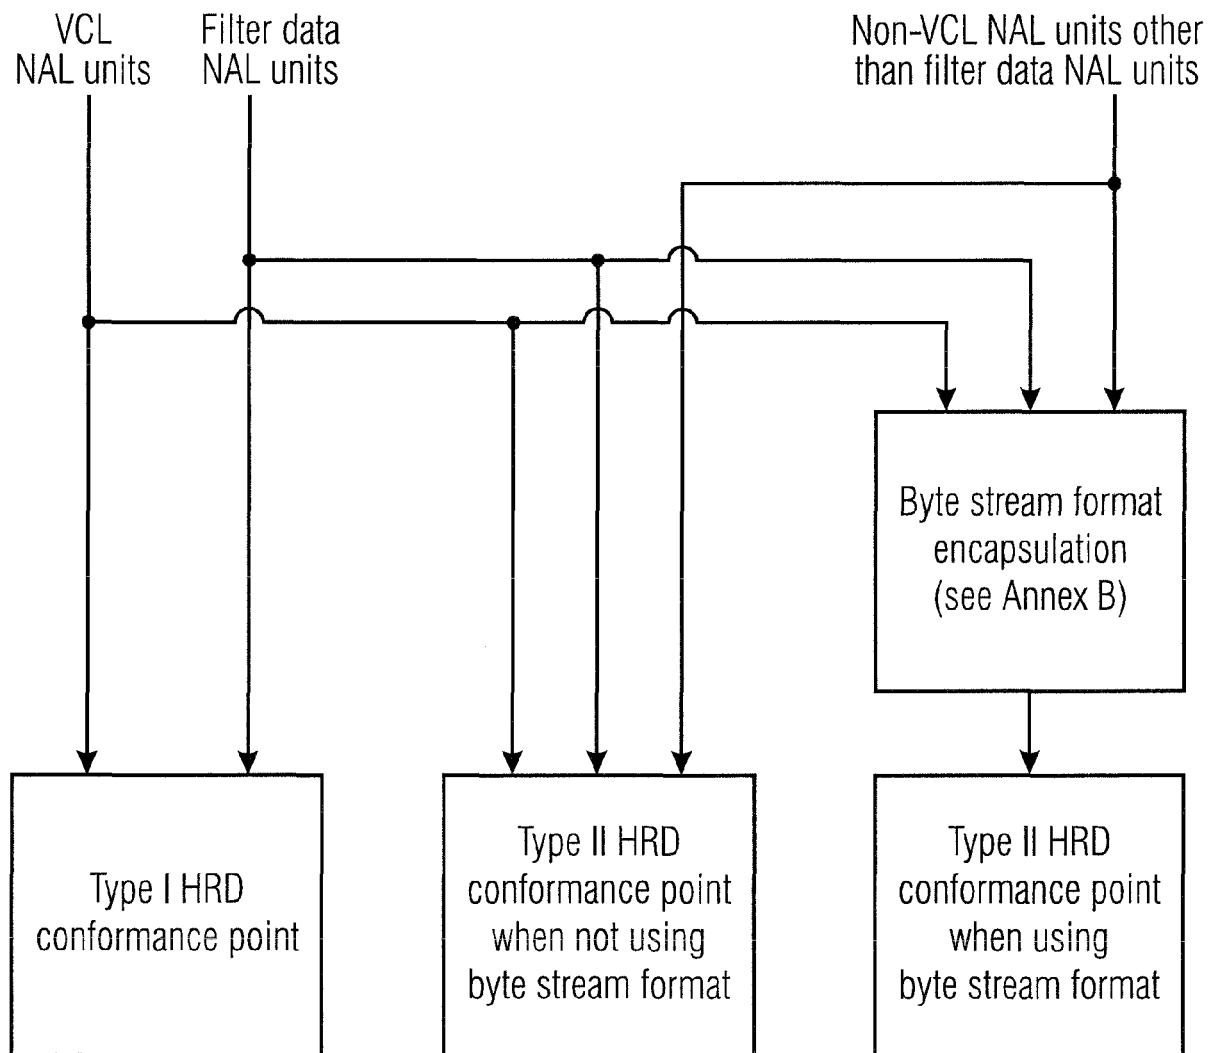 VCL
NAL units
Filter data
NAL units
Non-VCL NAL units other
than filter data NAL units
Byte stream format
encapsulation
(see Annex B)
Type I HRD
conformance point
Type II HRD
conformance point
when not using
byte stream format
Type II HRD
conformance point
when using
byte stream format